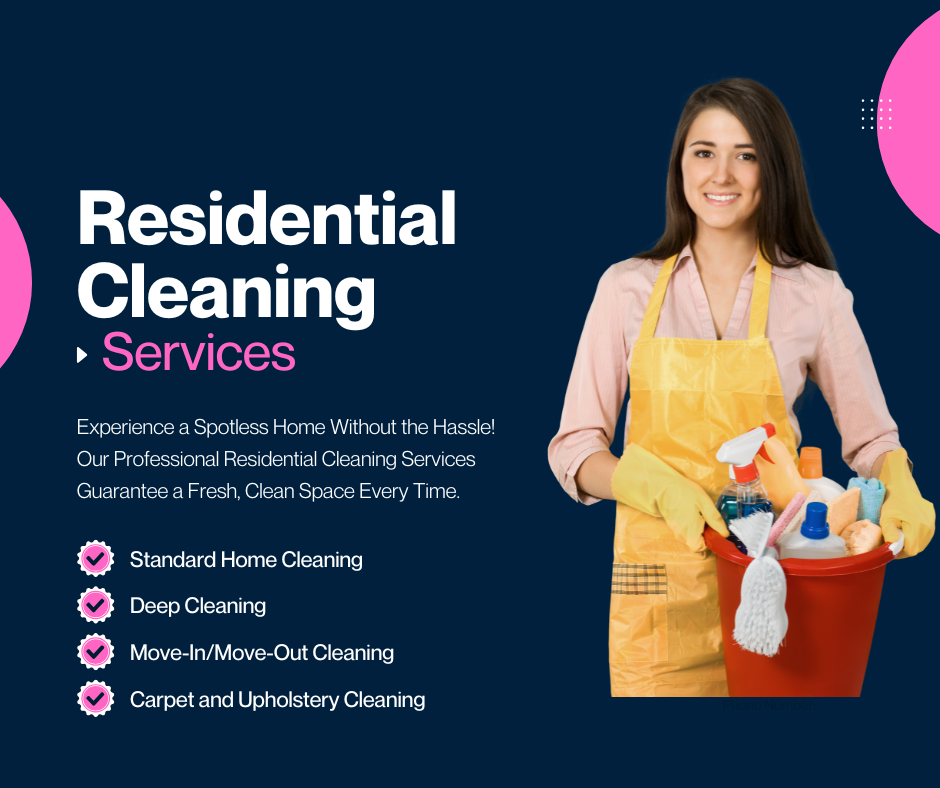 Residential
Cleaning
Services
Experience a Spotless Home Without the Hassle!
Our Professional Residential Cleaning Services
Guarantee a Fresh, Clean Space Every Time.
Standard Home Cleaning
Deep Cleaning
Move-In/Move-Out Cleaning
Carpet and Upholstery Cleaning